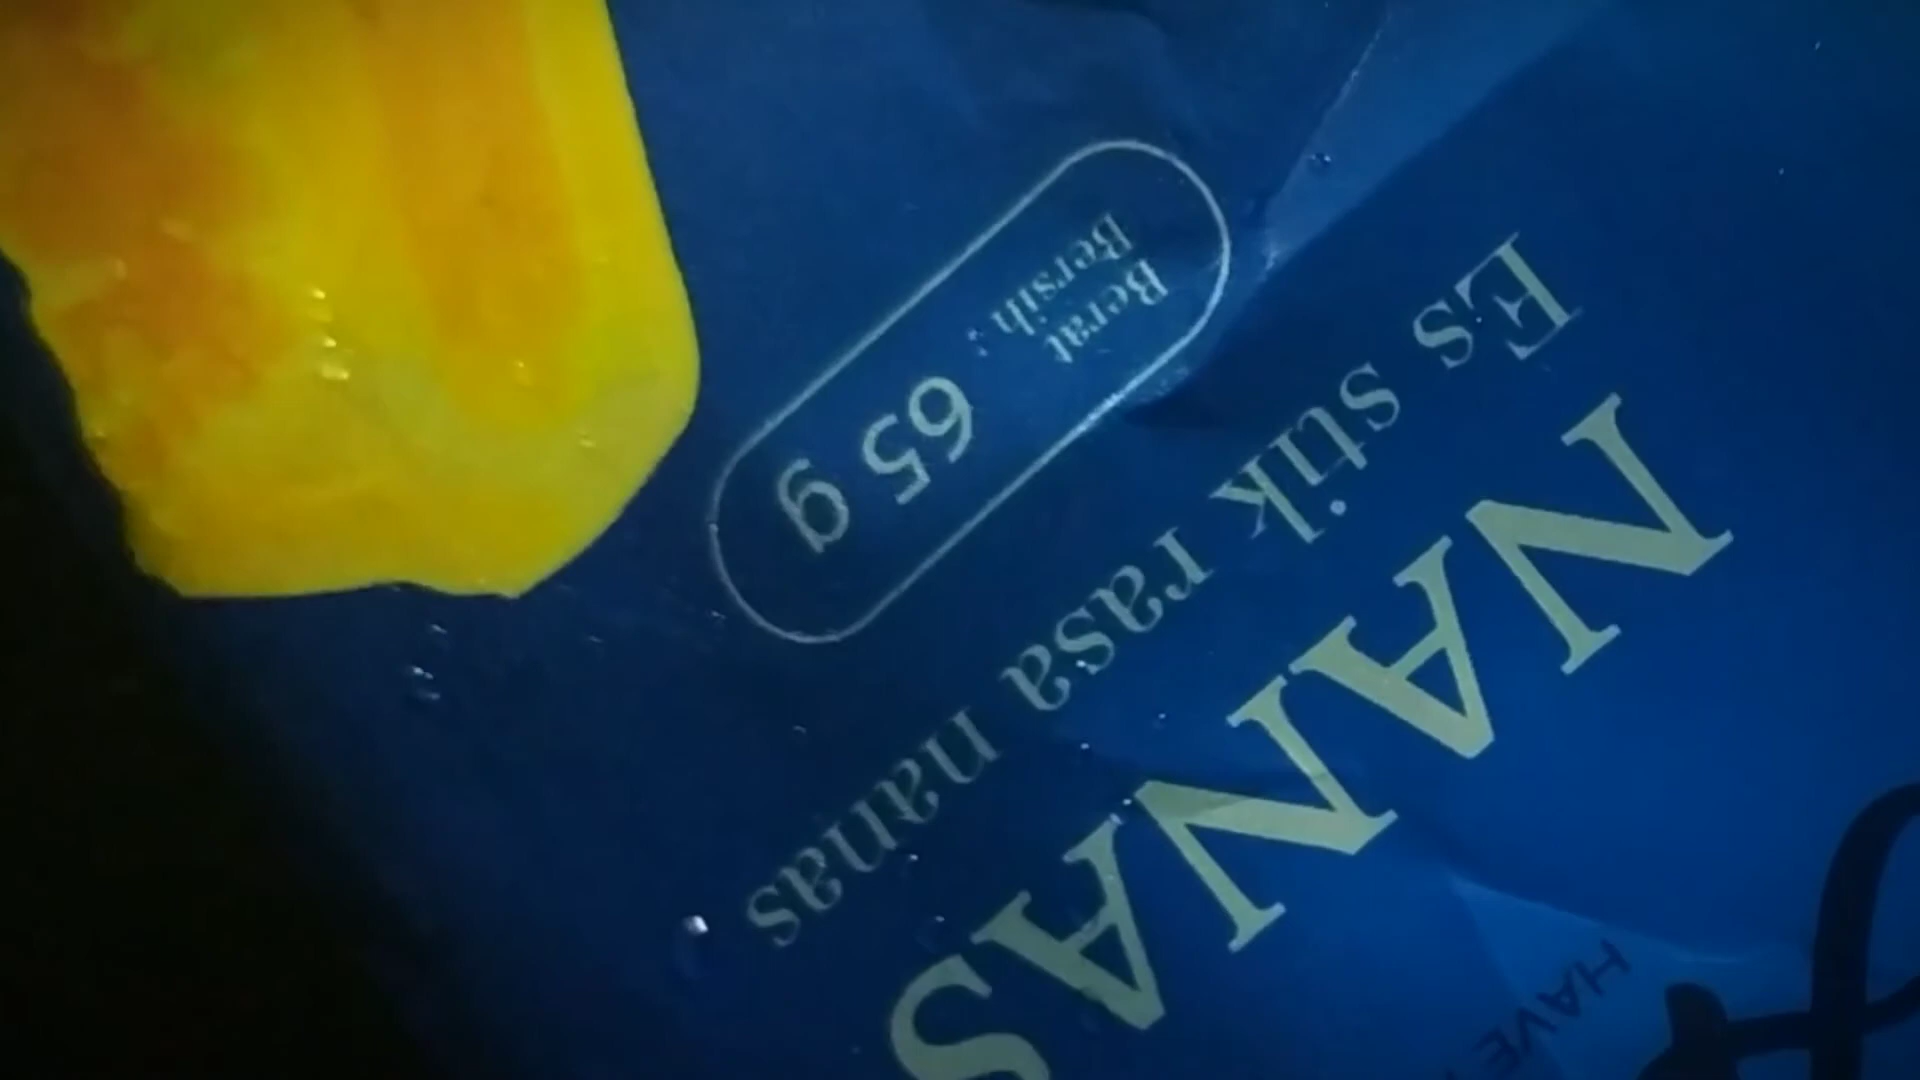 HAVE
NANAS
Es stik rasa nanas
Berat
Bersih :
65 g